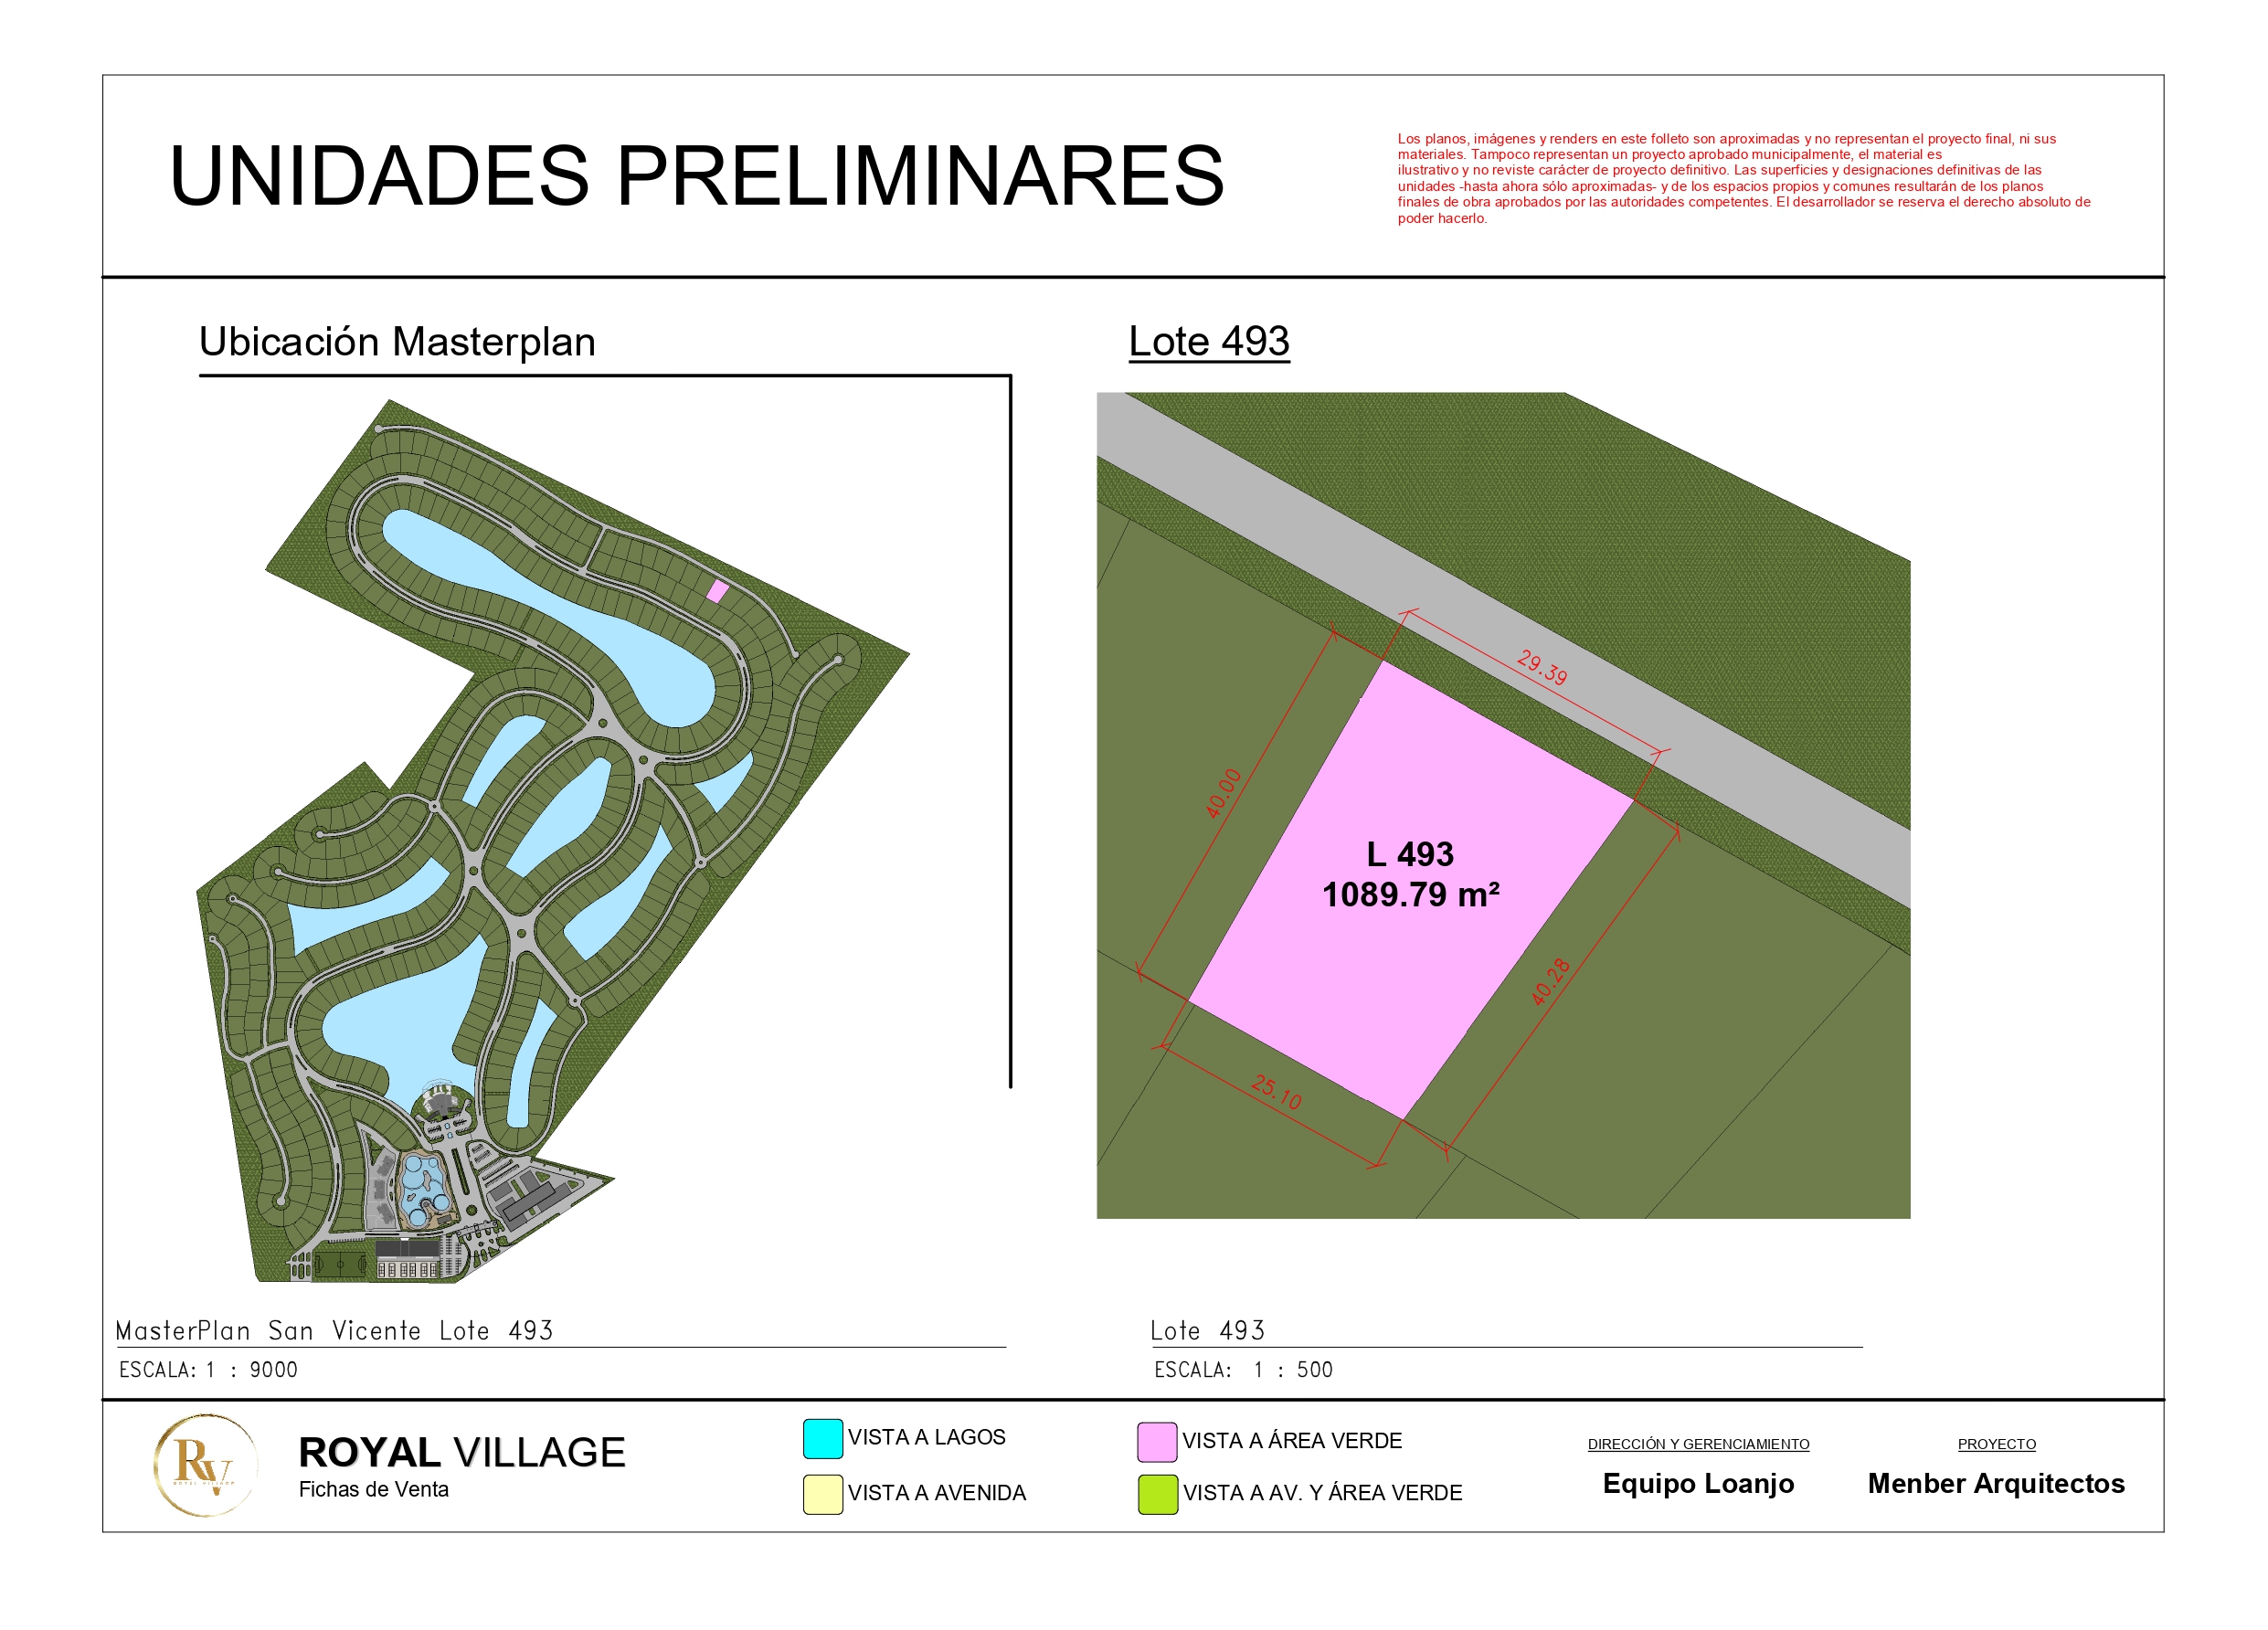 UNIDADES PRELIMINARES
Los planos, imágenes y renders en este folleto son aproximadas y no representan el proyecto final, ni sus
materiales. Tampoco representan un proyecto aprobado municipalmente, el material es
ilustrativo y no reviste carácter de proyecto definitivo. Las superficies y designaciones definitivas de las
unidades -hasta ahora sólo aproximadas- y de los espacios propios y comunes resultarán de los planos
finales de obra aprobados por las autoridades competentes. El desarrollador se reserva el derecho absoluto de
poder hacerlo.
Ubicación Masterplan
Lote 493
29.39
40.00
L 493
1089.79 m²
40.28
25.10
MasterPlan San Vicente Lote 493
ESCALA: 1 : 9000
Lote 493
ESCALA: 1 : 500
RV
ROYAL VILLAGE
ROYAL VILLAGE
Fichas de Venta
VISTA A LAGOS
VISTA A AVENIDA
VISTA A ÁREA VERDE
VISTA A AV. Y ÁREA VERDE
DIRECCIÓN Y GERENCIAMIENTO
Equipo Loanjo
PROYECTO
Menber Arquitectos